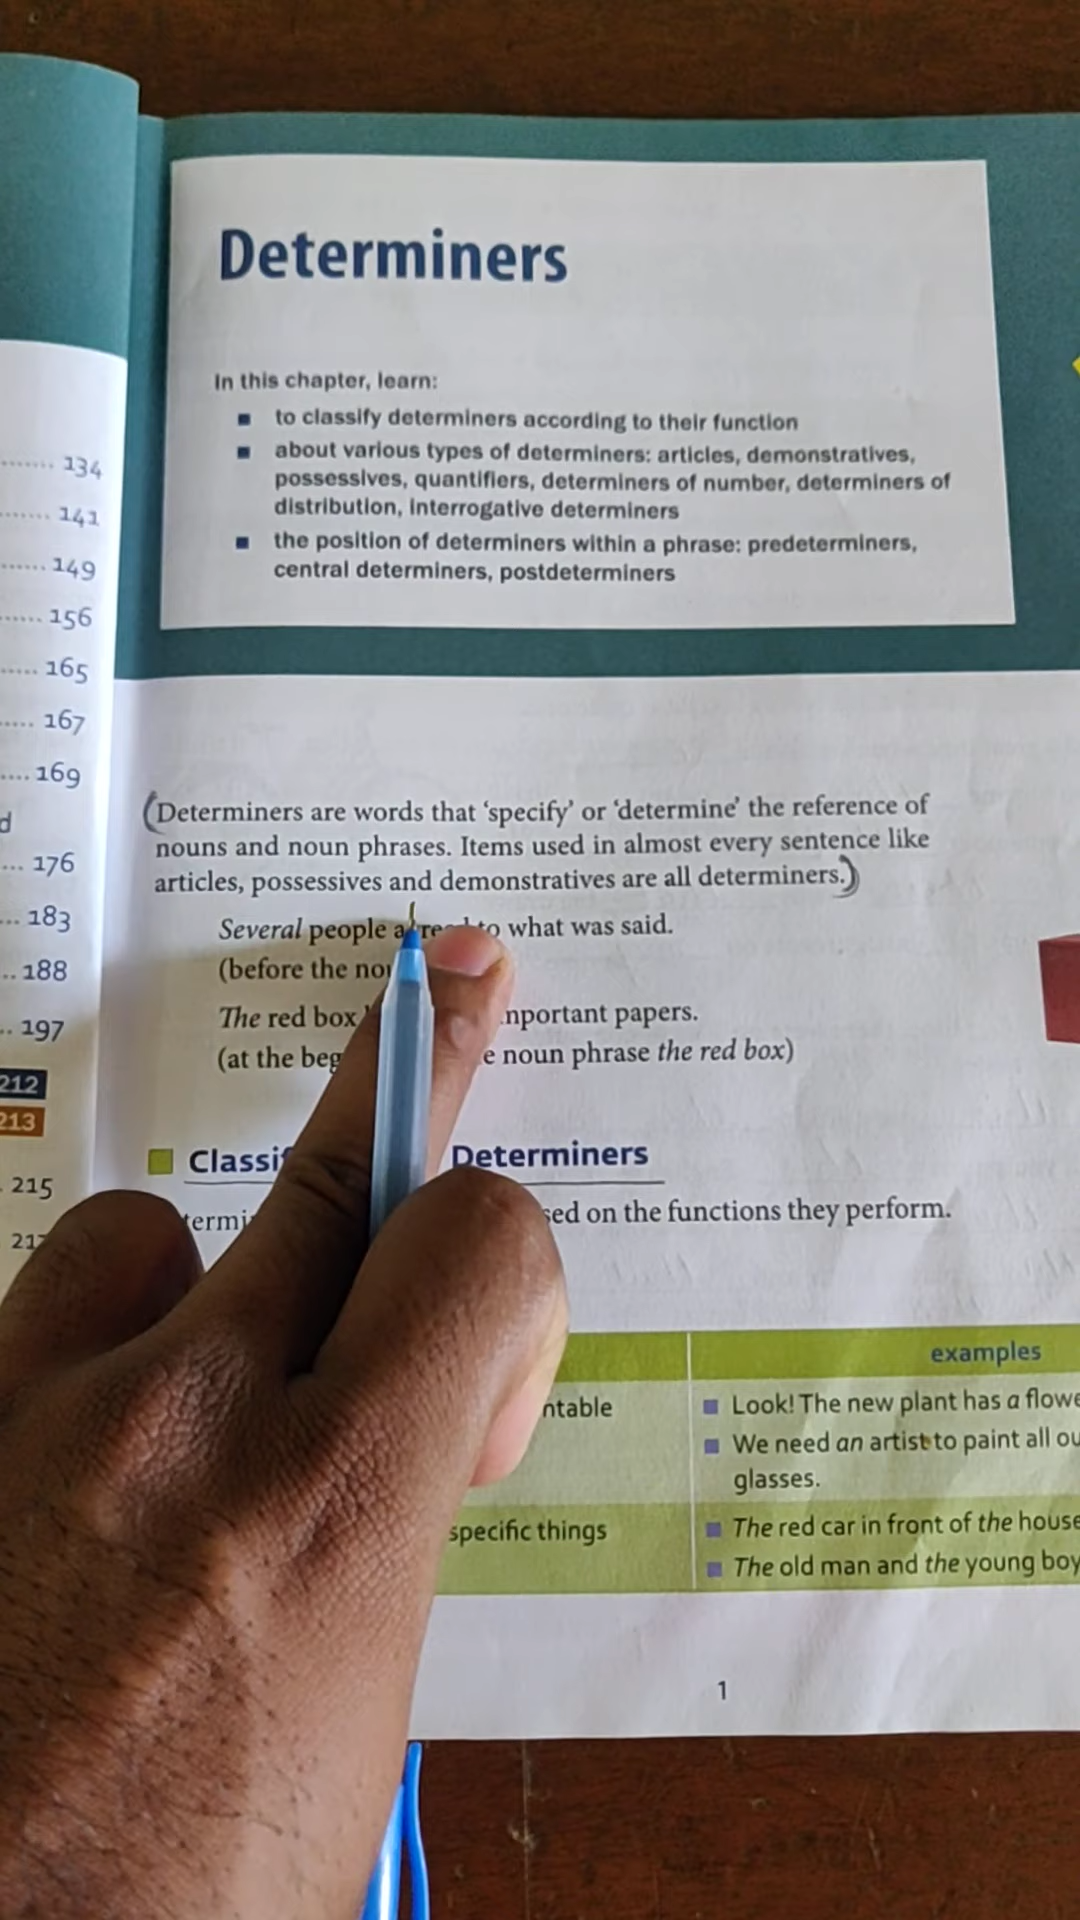 Determiners
In this chapter, learn:
to classify determiners according to their function
about various types of determiners: articles, demonstratives,
possessives, quantifiers, determiners of number, determiners of
distribution, interrogative determiners
the position of determiners within a phrase: predeterminers,
central determiners, postdeterminers
134
141
149
156
165
167
169
d
176
183
188
197
212
213
215
(Determiners are words that ‘specify’ or ‘determine’ the reference of
nouns and noun phrases. Items used in almost every sentence like
articles, possessives and demonstratives are all determiners.)
Several people to what was said.
(before the
The red box papers.
(at the noun phrase the red box)
Determiners
on the functions they perform.
examples
Look! The new plant has a
We need an artist to paint all
glasses.
specific things
The red car in front of the house
The old man and the young boy
1